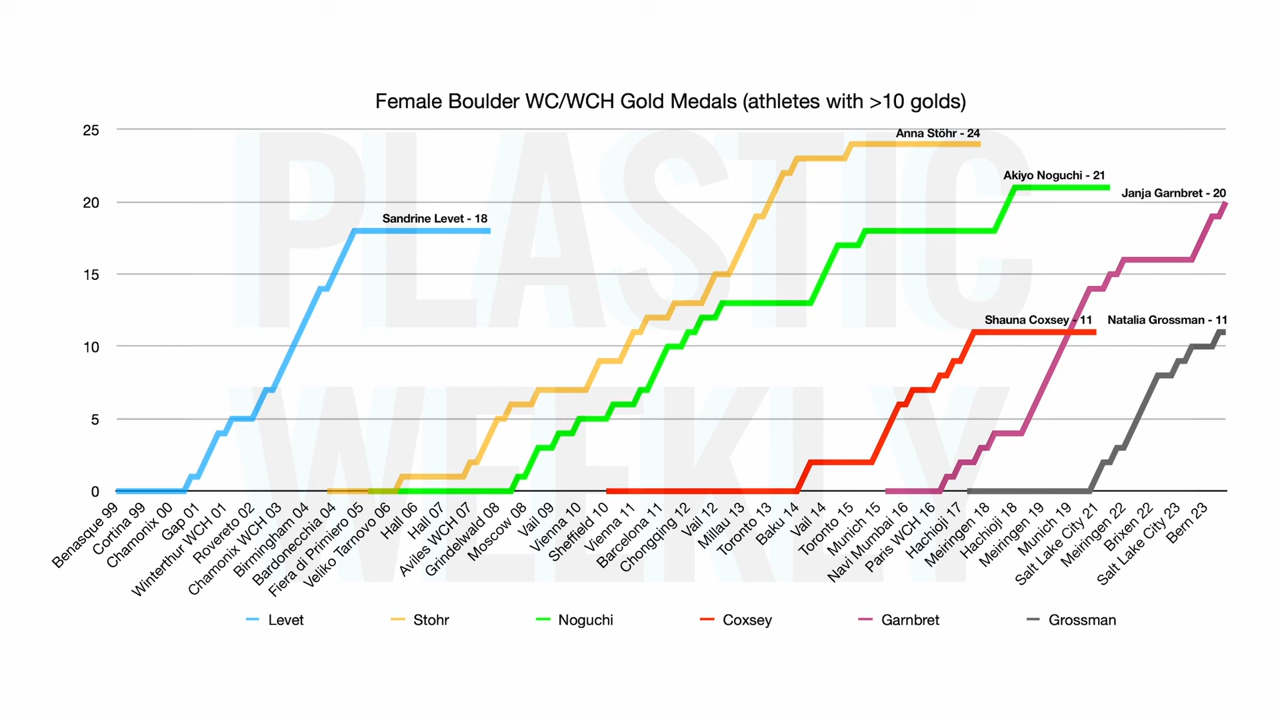 Female Boulder WC/WCH Gold Medals (athletes with >10 golds)
PLASTIC
WEEKLY
25
20
15
10
5
0
Sandrine Levet - 18
Anna Stöhr - 24
Akiyo Noguchi - 21
Janja Garnbret - 20
Shauna Coxsey - 11
Natalia Grossman - 11
Benasque 99
Cortina 99
Chamonix 00
Gap 01
Winterthur WCH 01
Rovereto 02
Chamonix WCH 03
Birmingham 04
Bardonecchia 04
Fiera di Primiero 05
Veliko Tarnovo 06
Hall 06
Hall 07
Aviles WCH 07
Grindelwald 08
Moscow 08
Vail 09
Vienna 10
Sheffield 10
Vienna 11
Barcelona 11
Chongqing 12
Vail 12
Millau 13
Toronto 13
Baku 14
Vail 14
Toronto 15
Munich 15
Navi Mumbai 16
Paris WCH 16
Hachioji 17
Meiringen 18
Hachioji 18
Meiringen 19
Munich 19
Salt Lake City 21
Meiringen 22
Brixen 22
Salt Lake City 23
Bern 23
Levet
Stohr
Noguchi
Coxsey
Garnbret
Grossman